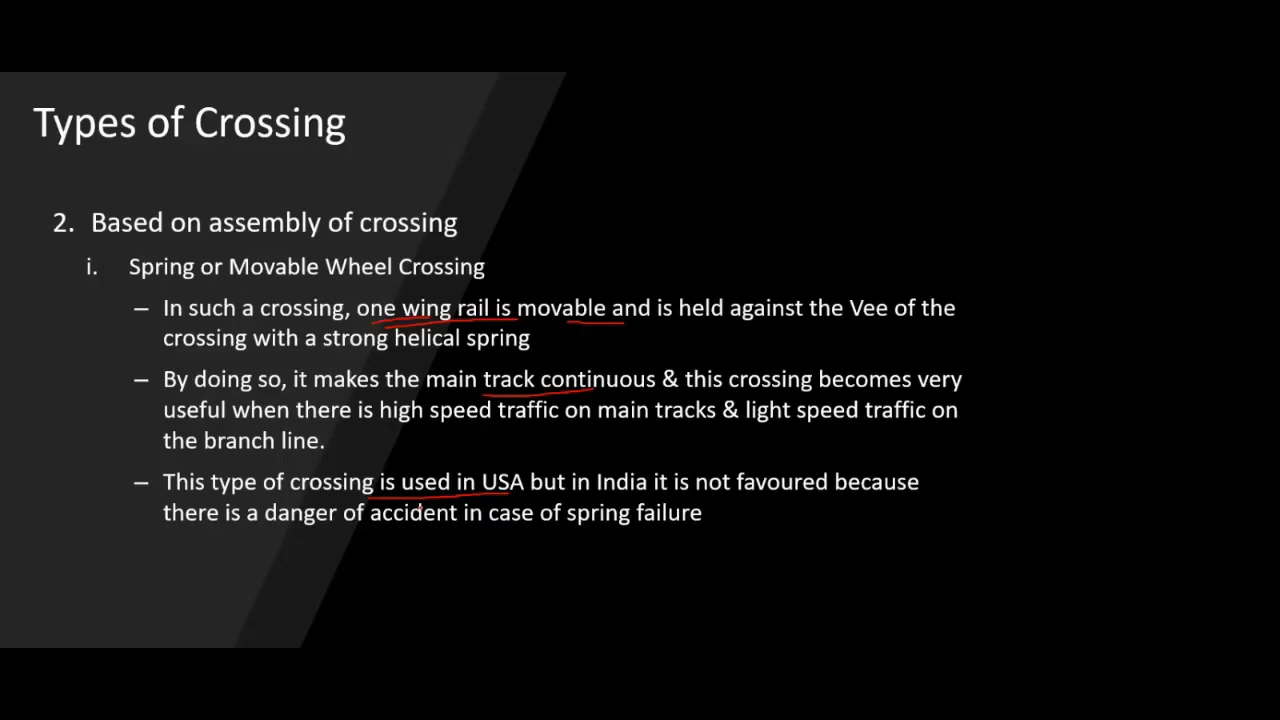 Types of Crossing
2. Based on assembly of crossing
i. Spring or Movable Wheel Crossing
– In such a crossing, one wing rail is movable and is held against the Vee of the
crossing with a strong helical spring
– By doing so, it makes the main track continuous & this crossing becomes very
useful when there is high speed traffic on main tracks & light speed traffic on
the branch line.
– This type of crossing is used in USA but in India it is not favoured because
there is a danger of accident in case of spring failure